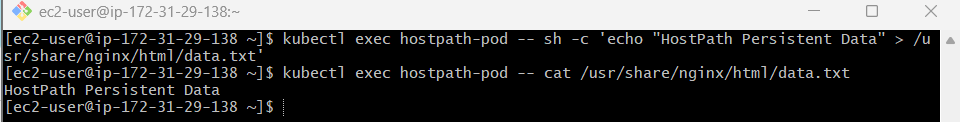 ec2-user@ip-172-31-29-138:~
[ec2-user@ip-172-31-29-138 ~]$ kubectl exec hostpath-pod -- sh -c 'echo "HostPath Persistent Data" > /u
sr/share/nginx/html/data.txt'
[ec2-user@ip-172-31-29-138 ~]$ kubectl exec hostpath-pod -- cat /usr/share/nginx/html/data.txt
HostPath Persistent Data
[ec2-user@ip-172-31-29-138 ~]$